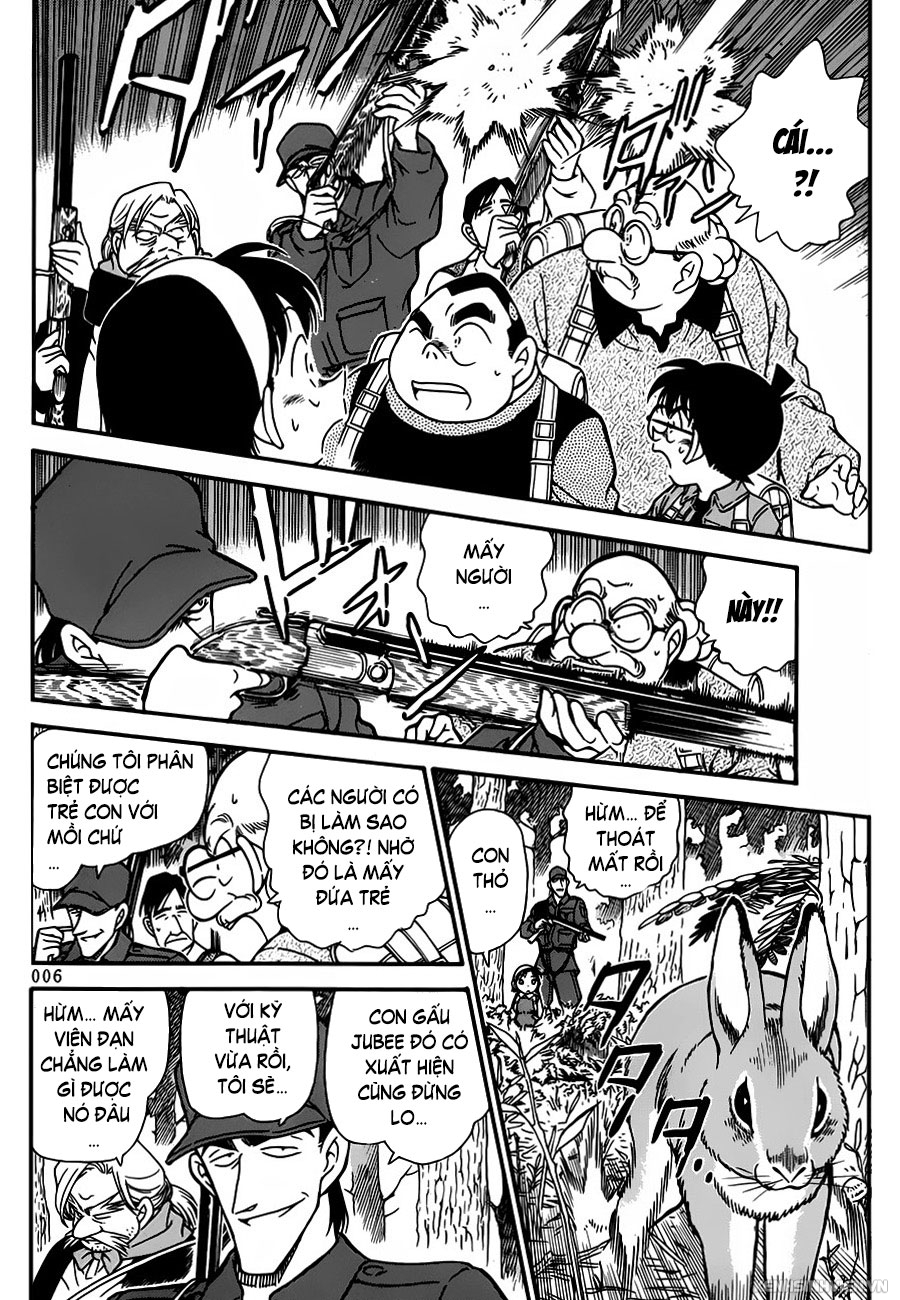 CÁI...
?!
NÀY!!
MẤY
NGƯỜI
...
HỪM... ĐỂ
THOÁT
MẤT RỒI
...
CON
THỎ
CÁC NGƯỜI CÓ
BỊ LÀM SAO
KHÔNG?! NHỠ
ĐÓ LÀ MẤY
ĐỨA TRẺ
...
CHÚNG TÔI PHÂN
BIỆT ĐƯỢC
TRẺ CON VỚI
MỒI CHỨ
...
006
CON GẤU
JUBEE ĐÓ CÓ
XUẤT HIỆN
CŨNG ĐỪNG
LO...
VỚI KỸ
THUẬT
VỪA RỒI,
TÔI SẼ...
HỪM... MẤY
VIÊN ĐẠN
CHẲNG LÀM
GÌ ĐƯỢC
NÓ ĐÂU
...